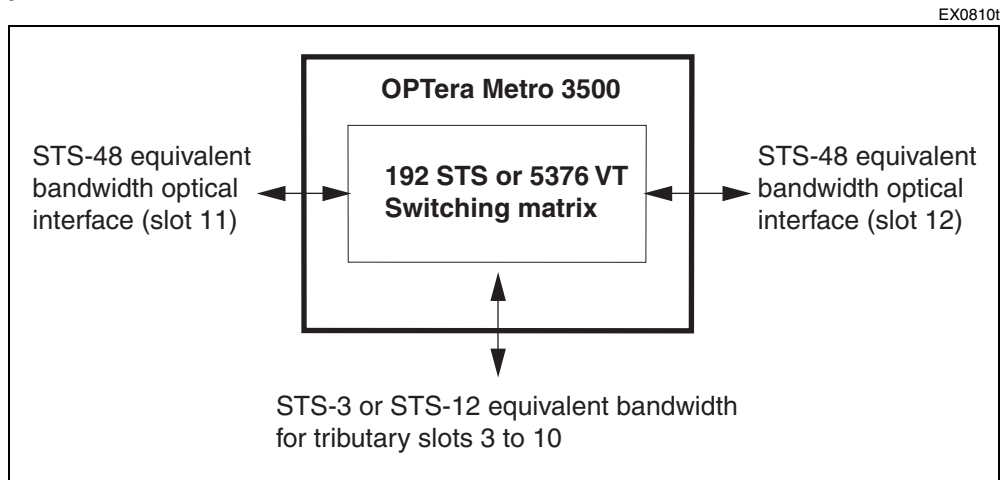 EX0810t
OPTera Metro 3500
STS-48 equivalent
bandwidth optical
interface (slot 11)
192 STS or 5376 VT
Switching matrix
STS-48 equivalent
bandwidth optical
interface (slot 12)
STS-3 or STS-12 equivalent bandwidth
for tributary slots 3 to 10